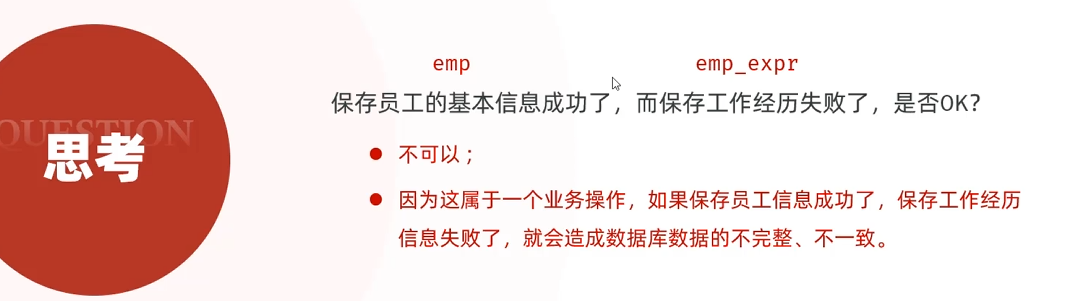 QUESTION
思考
emp emp_expr
保存员工的基本信息成功了，而保存工作经历失败了，是否OK？
不可以；
因为这属于一个业务操作，如果保存员工信息成功了，保存工作经历
信息失败了，就会造成数据库数据的不完整、不一致。